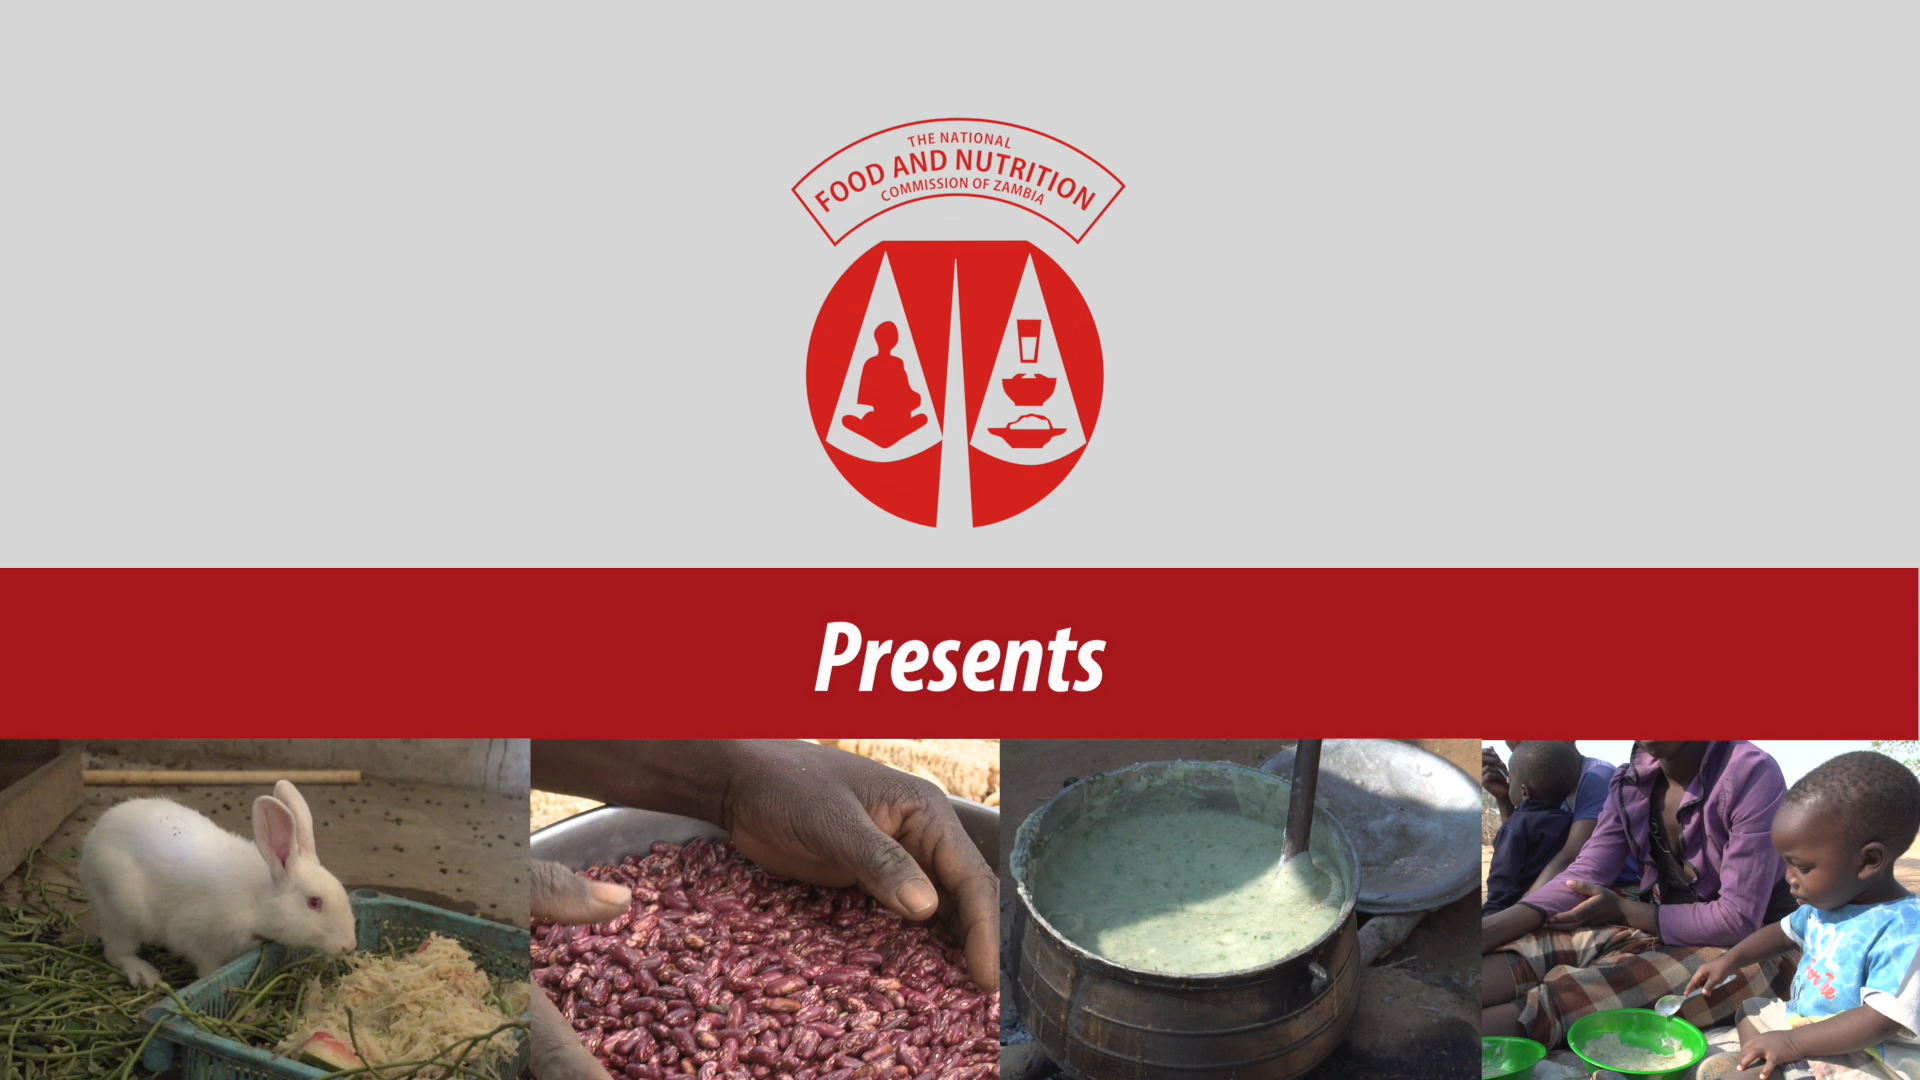 THE NATIONAL
FOOD AND NUTRITION
COMMISSION OF ZAMBIA
Presents